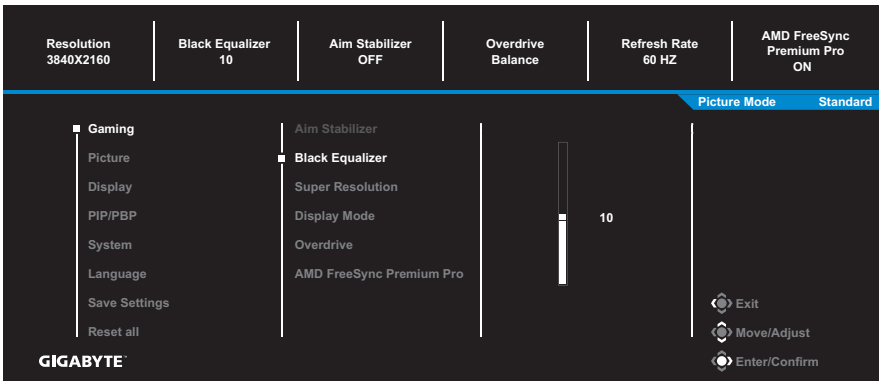 Resolution
3840X2160
Black Equalizer
10
Aim Stabilizer
OFF
Overdrive
Balance
Refresh Rate
60 HZ
AMD FreeSync
Premium Pro
ON
Picture Mode Standard
Gaming
Picture
Display
PIP/PBP
System
Language
Save Settings
Reset all
Aim Stabilizer
Black Equalizer
Super Resolution
Display Mode
Overdrive
AMD FreeSync Premium Pro
10
Exit
Move/Adjust
Enter/Confirm
GIGABYTE™